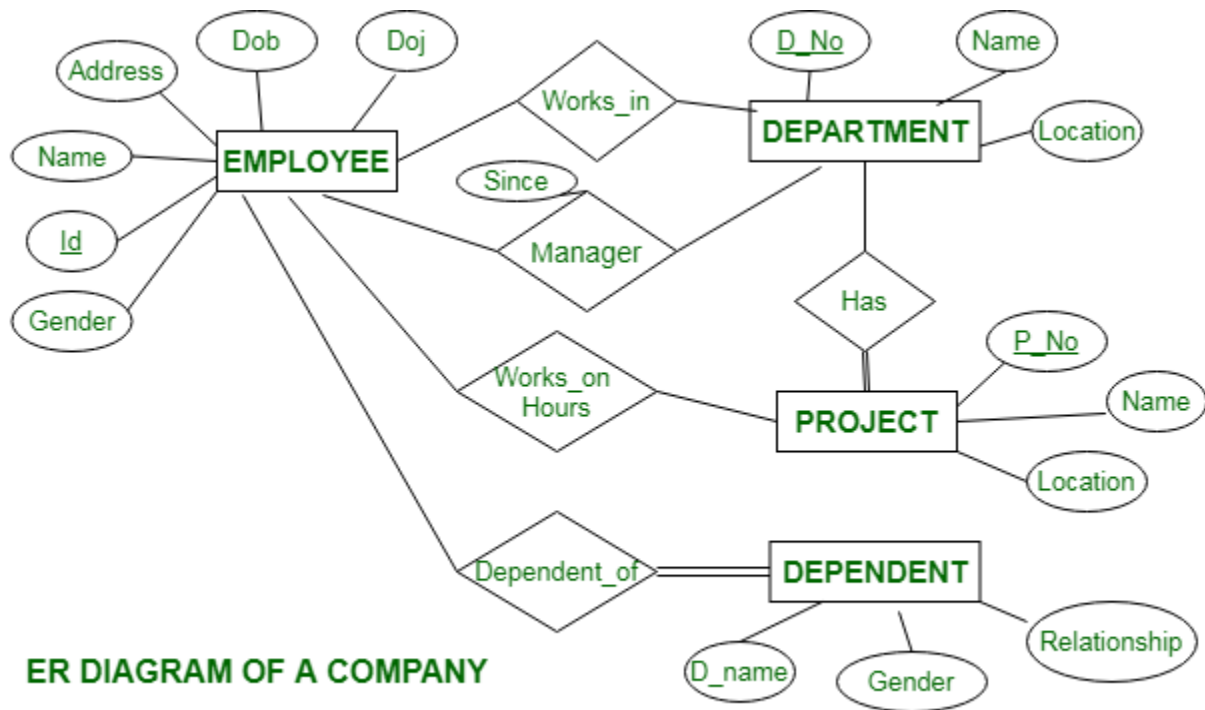 Dob
Doj
D_No
Name
Address
Works_in
DEPARTMENT
Location
Name
EMPLOYEE
Since
Id
Manager
Gender
Has
P_No
Works_on
Hours
Name
PROJECT
Location
Dependent_of
DEPENDENT
Relationship
D_name
Gender
ER DIAGRAM OF A COMPANY